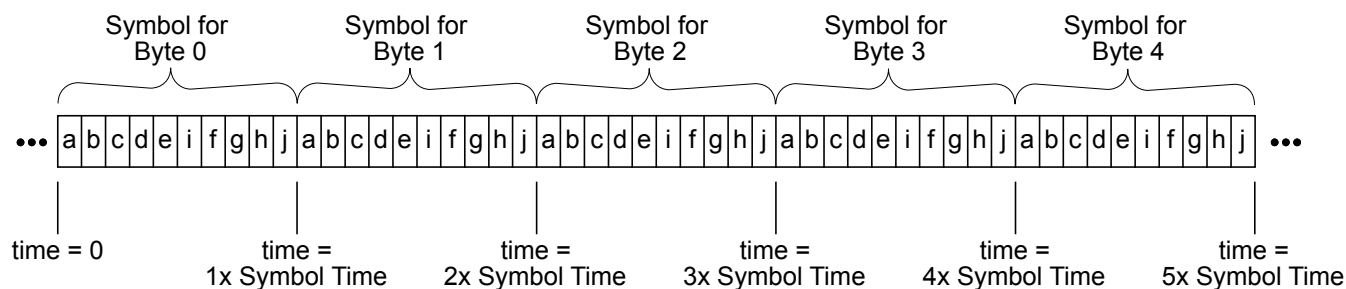 Symbol for Byte 0
Symbol for Byte 1
Symbol for Byte 2
Symbol for Byte 3
Symbol for Byte 4
••• a b c d e i f g h j a b c d e i f g h j a b c d e i f g h j a b c d e i f g h j a b c d e i f g h j •••
time = 0
time = 1x Symbol Time
time = 2x Symbol Time
time = 3x Symbol Time
time = 4x Symbol Time
time = 5x Symbol Time